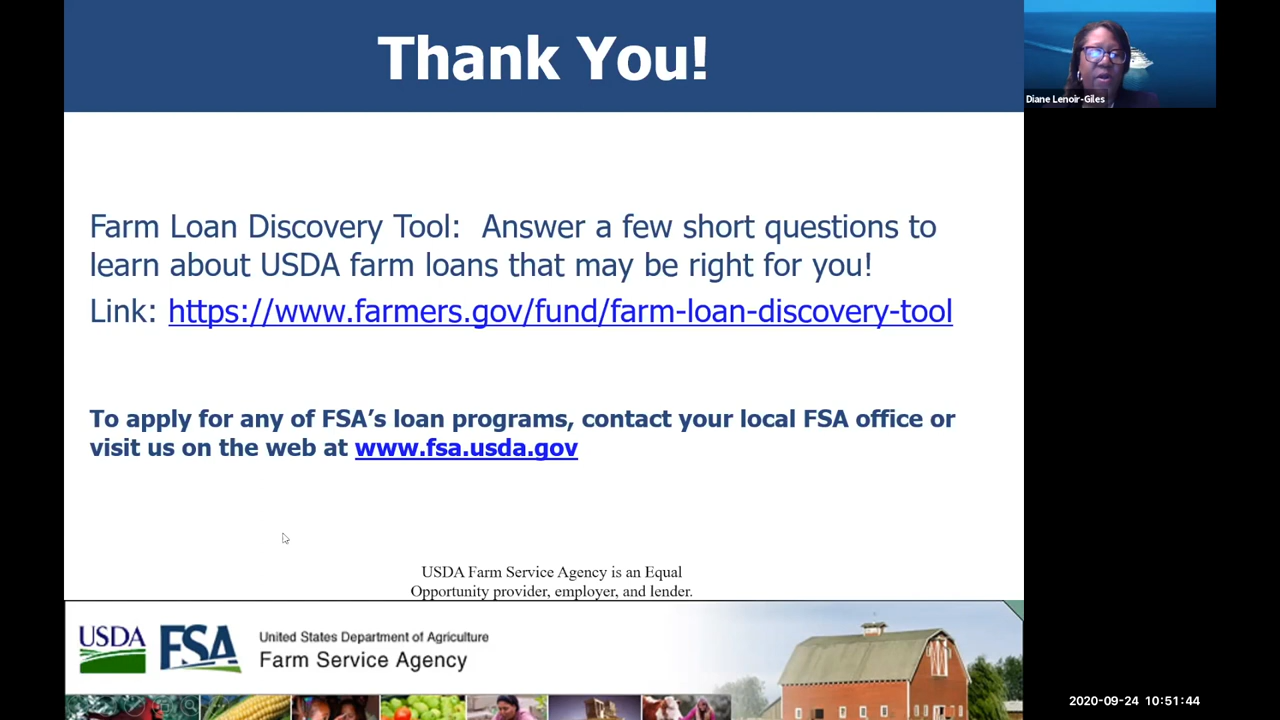 Thank You!
Diane Lenoir-Giles
Farm Loan Discovery Tool: Answer a few short questions to
learn about USDA farm loans that may be right for you!
Link: https://www.farmers.gov/fund/farm-loan-discovery-tool
To apply for any of FSA’s loan programs, contact your local FSA office or
visit us on the web at www.fsa.usda.gov
USDA Farm Service Agency is an Equal
Opportunity provider, employer, and lender.
USDA
FSA
United States Department of Agriculture
Farm Service Agency
2020-09-24 10:51:44